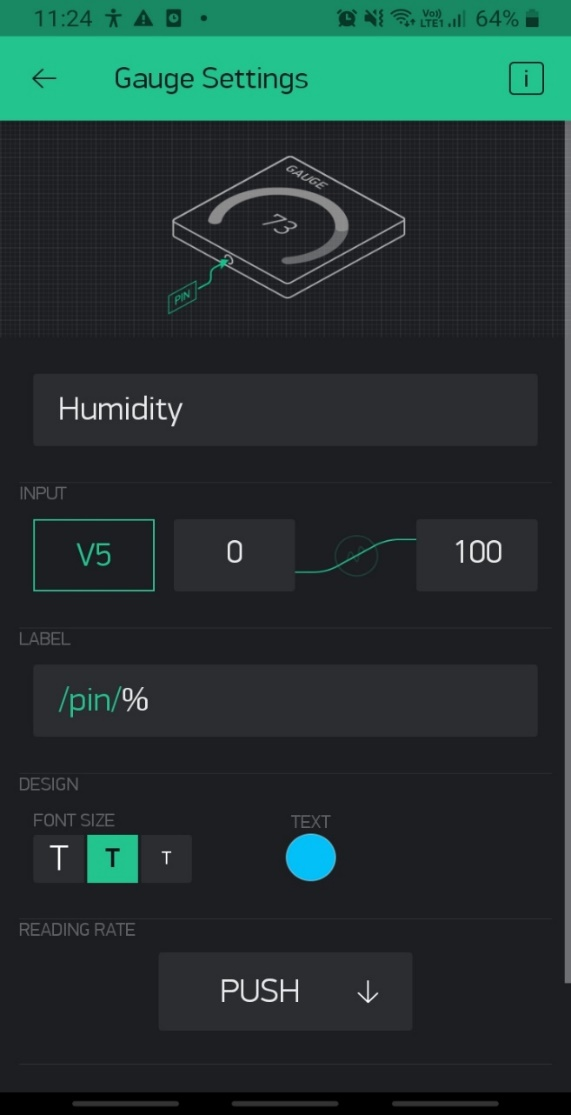 11:24 64%
Gauge Settings
GAUGE
73
PIN
Humidity
INPUT
V5 0 100
LABEL
/pin/%
DESIGN
FONT SIZE TEXT
T T T
READING RATE
PUSH